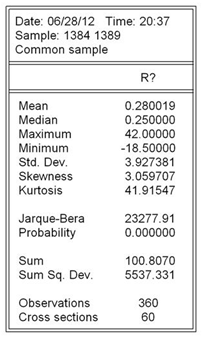 Date: 06/28/12 Time: 20:37
Sample: 1384 1389
Common sample
R?
Mean 0.280019
Median 0.250000
Maximum 42.00000
Minimum -18.50000
Std. Dev. 3.927381
Skewness 3.059707
Kurtosis 41.91547
Jarque-Bera 23277.91
Probability 0.000000
Sum 100.8070
Sum Sq. Dev. 5537.331
Observations 360
Cross sections 60